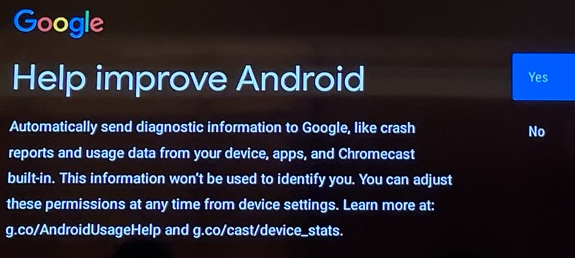 Google
Help improve Android
Yes
Automatically send diagnostic information to Google, like crash
No
reports and usage data from your device, apps, and Chromecast
built-in. This information won't be used to identify you. You can adjust
these permissions at any time from device settings. Learn more at:
g.co/AndroidUsageHelp and g.co/cast/device_stats.